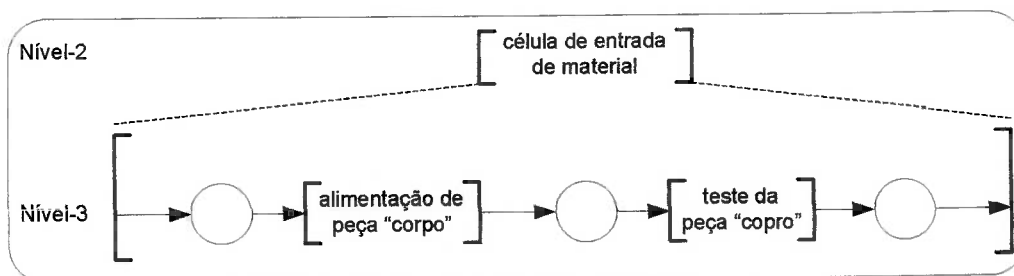 Nível-2
célula de entrada
de material
Nível-3
alimentação de
peça “corpo”
teste da
peça “copro”